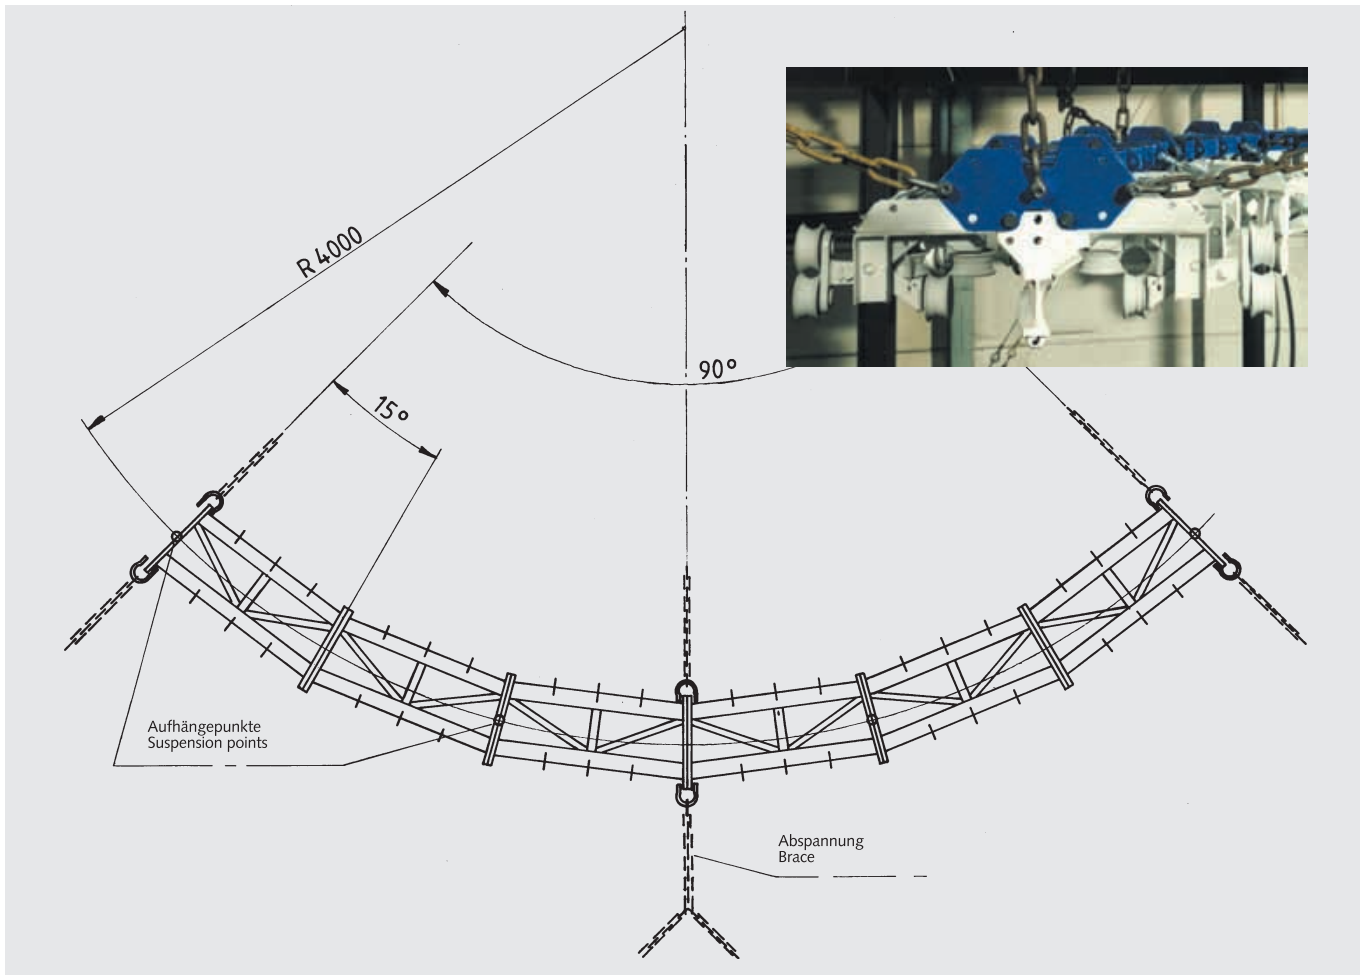 R 4000
90°
15°
Aufhängepunkte
Suspension points
Abspannung
Brace